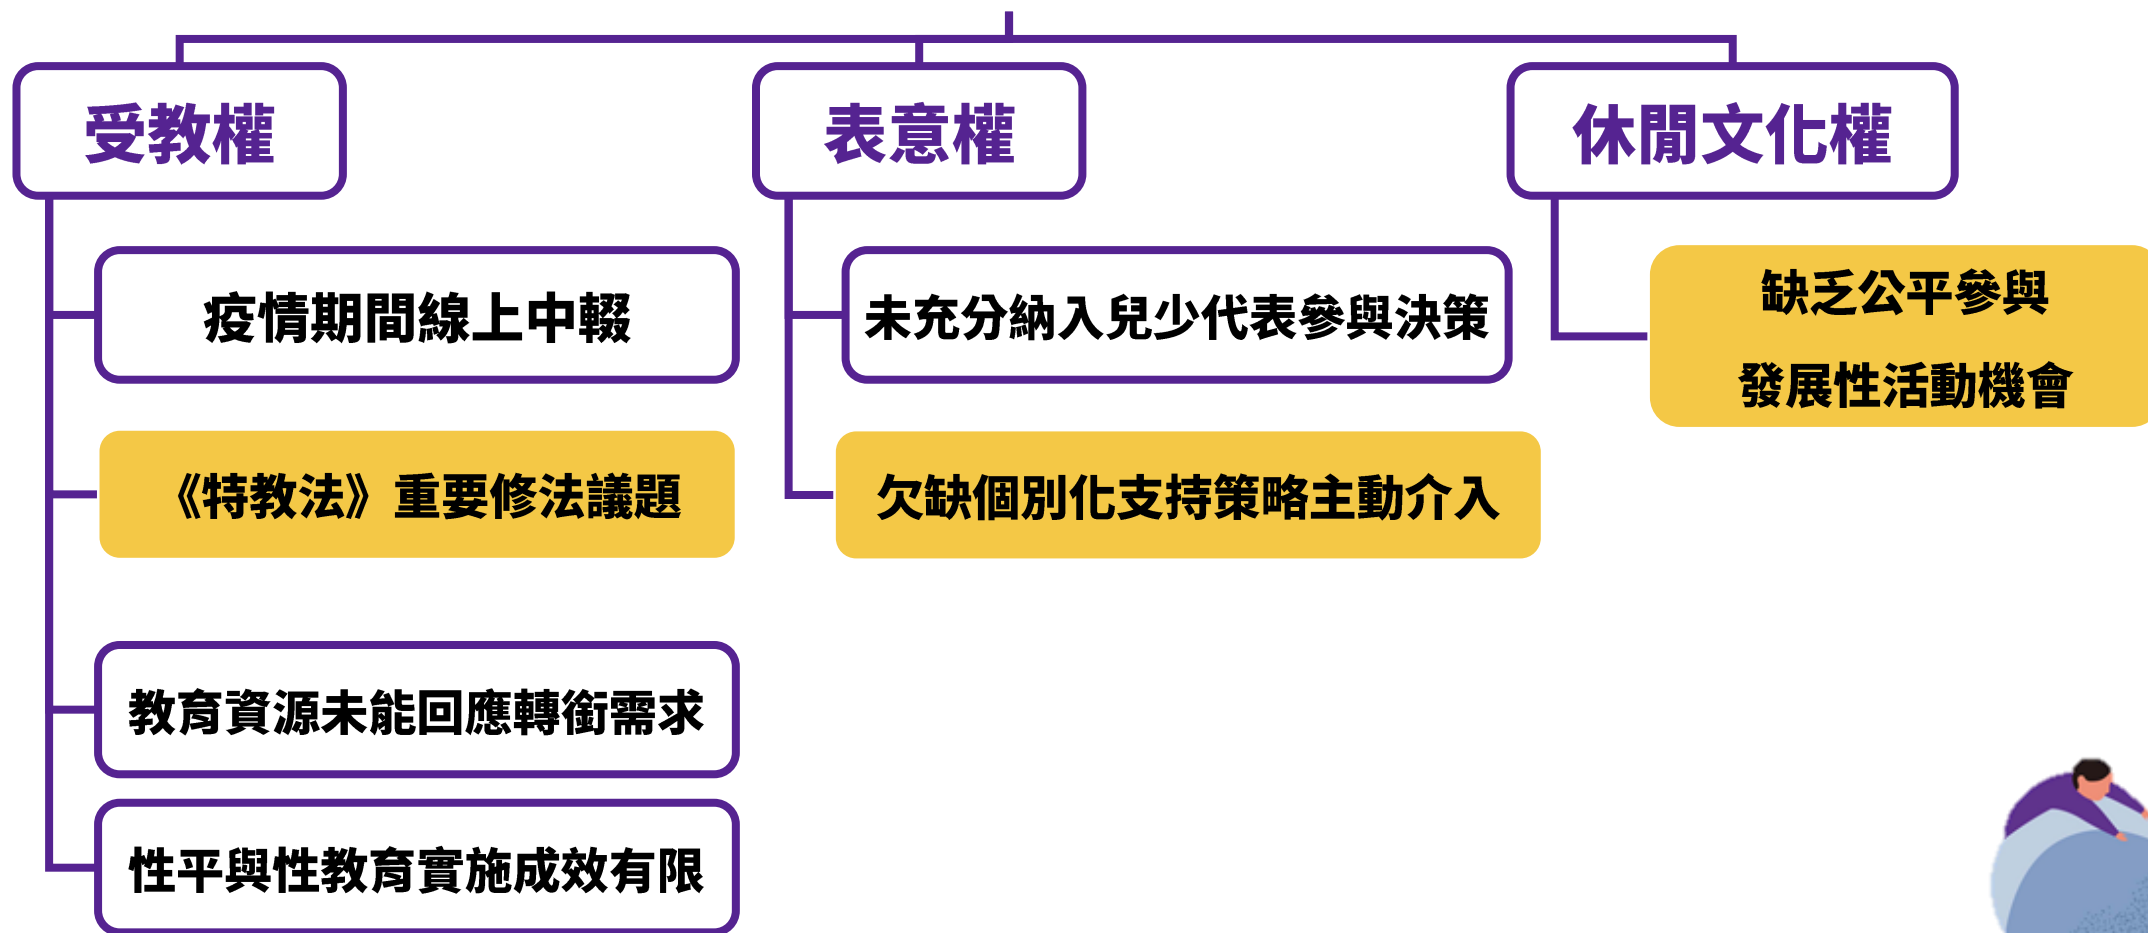 受教權
疫情期間線上中輟
《特教法》重要修法議題
教育資源未能回應轉銜需求
性平與性教育實施成效有限
表意權
未充分納入兒少代表參與決策
欠缺個別化支持策略主動介入
休閒文化權
缺乏公平參與
發展性活動機會